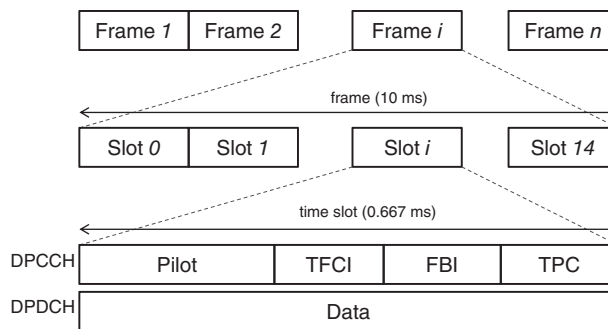 Frame 1 Frame 2 Frame i Frame n
frame (10 ms)
Slot 0 Slot 1 Slot i Slot 14
time slot (0.667 ms)
DPCCH Pilot TFCI FBI TPC
DPDCH Data